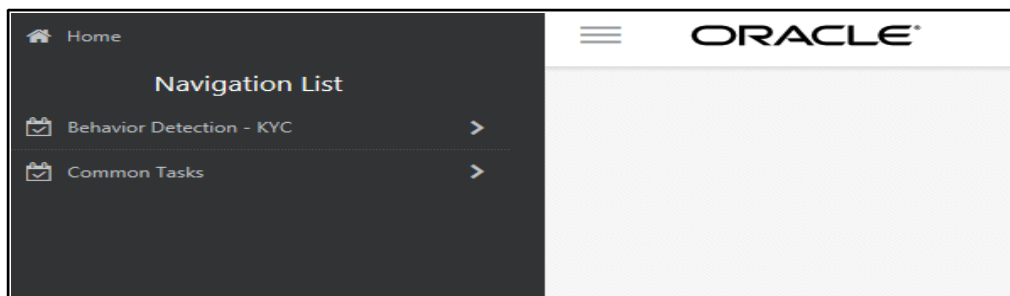 Home
ORACLE
Navigation List
Behavior Detection - KYC
Common Tasks